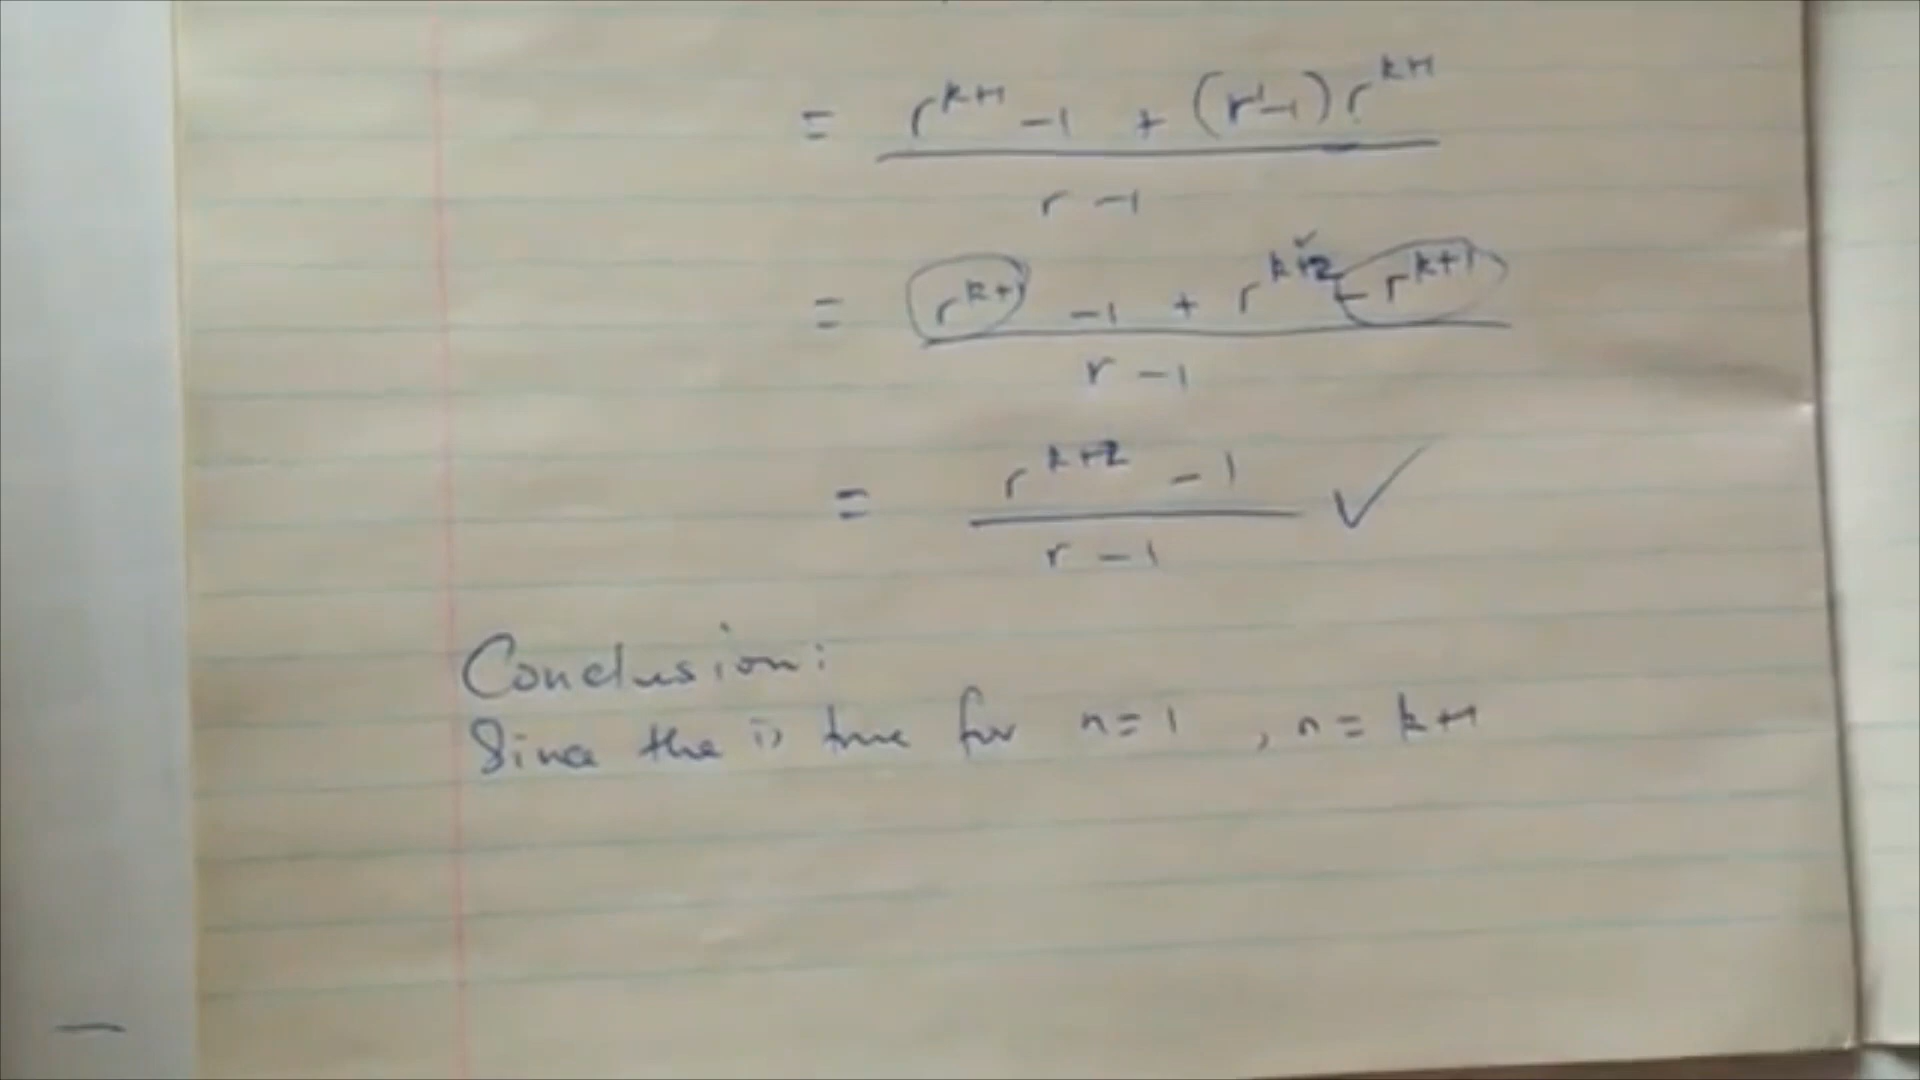 = (r^{k+1} - 1 + (r^1 - 1) r^{k+1}) / (r - 1)
= (r^{k+1} - 1 + r^{k+2} - r^{k+1}) / (r - 1)
= (r^{k+2} - 1) / (r - 1) ✓
Conclusion:
Since the is true for n = 1 , n = k+1